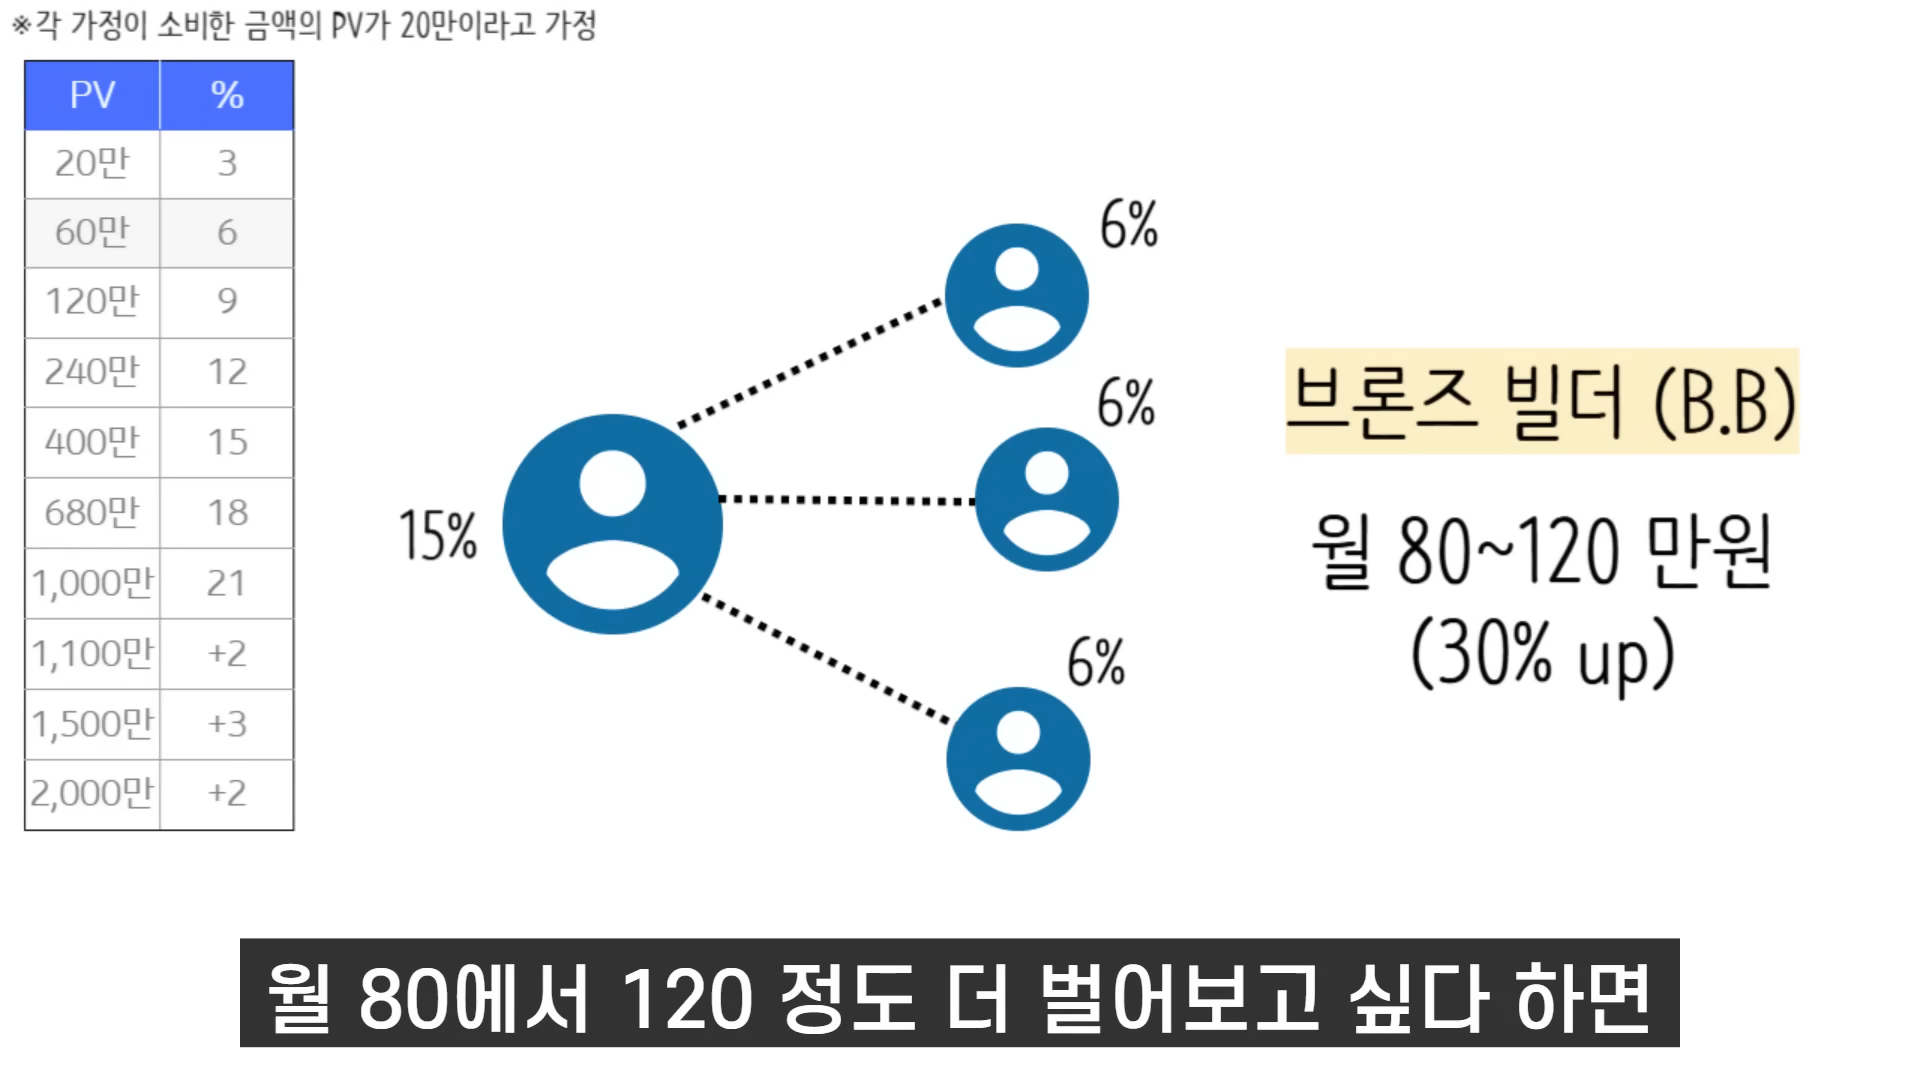 ※각 가정이 소비한 금액의 PV가 20만이라고 가정
PV %
20만 3
60만 6
120만 9
240만 12
400만 15
680만 18
1,000만 21
1,100만 +2
1,500만 +3
2,000만 +2
15%
6%
6%
6%
브론즈 빌더 (B.B)
월 80~120 만원
(30% up)
월 80에서 120 정도 더 벌어보고 싶다 하면